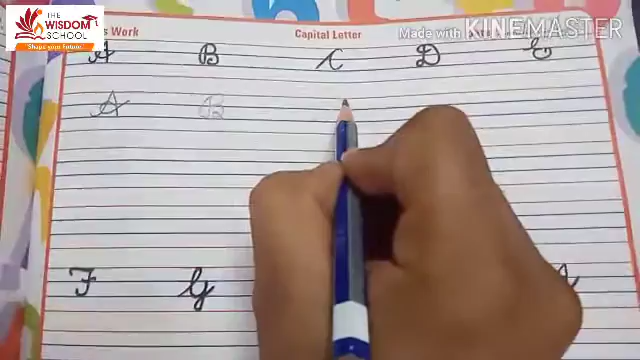 THE
WISDOM
SCHOOL
"Shape your Future"
Work
Capital Letter
Made with KINEMASTER
A B C D E
A B
F G